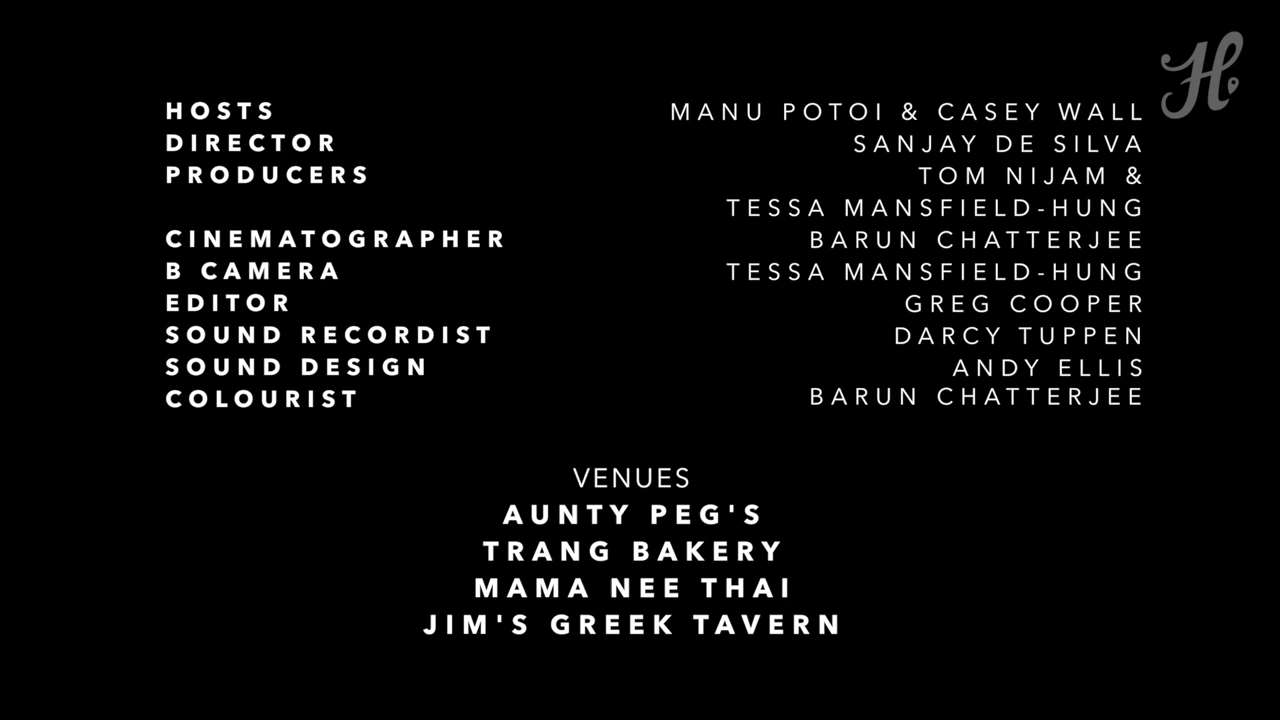 HOSTS MANU POTOI & CASEY WALL
DIRECTOR SANJAY DE SILVA
PRODUCERS TOM NIJAM &
TESSA MANSFIELD-HUNG
CINEMATOGRAPHER BARUN CHATTERJEE
B CAMERA TESSA MANSFIELD-HUNG
EDITOR GREG COOPER
SOUND RECORDIST DARCY TUPPEN
SOUND DESIGN ANDY ELLIS
COLOURIST BARUN CHATTERJEE
VENUES
AUNTY PEG'S
TRANG BAKERY
MAMA NEE THAI
JIM'S GREEK TAVERN
H